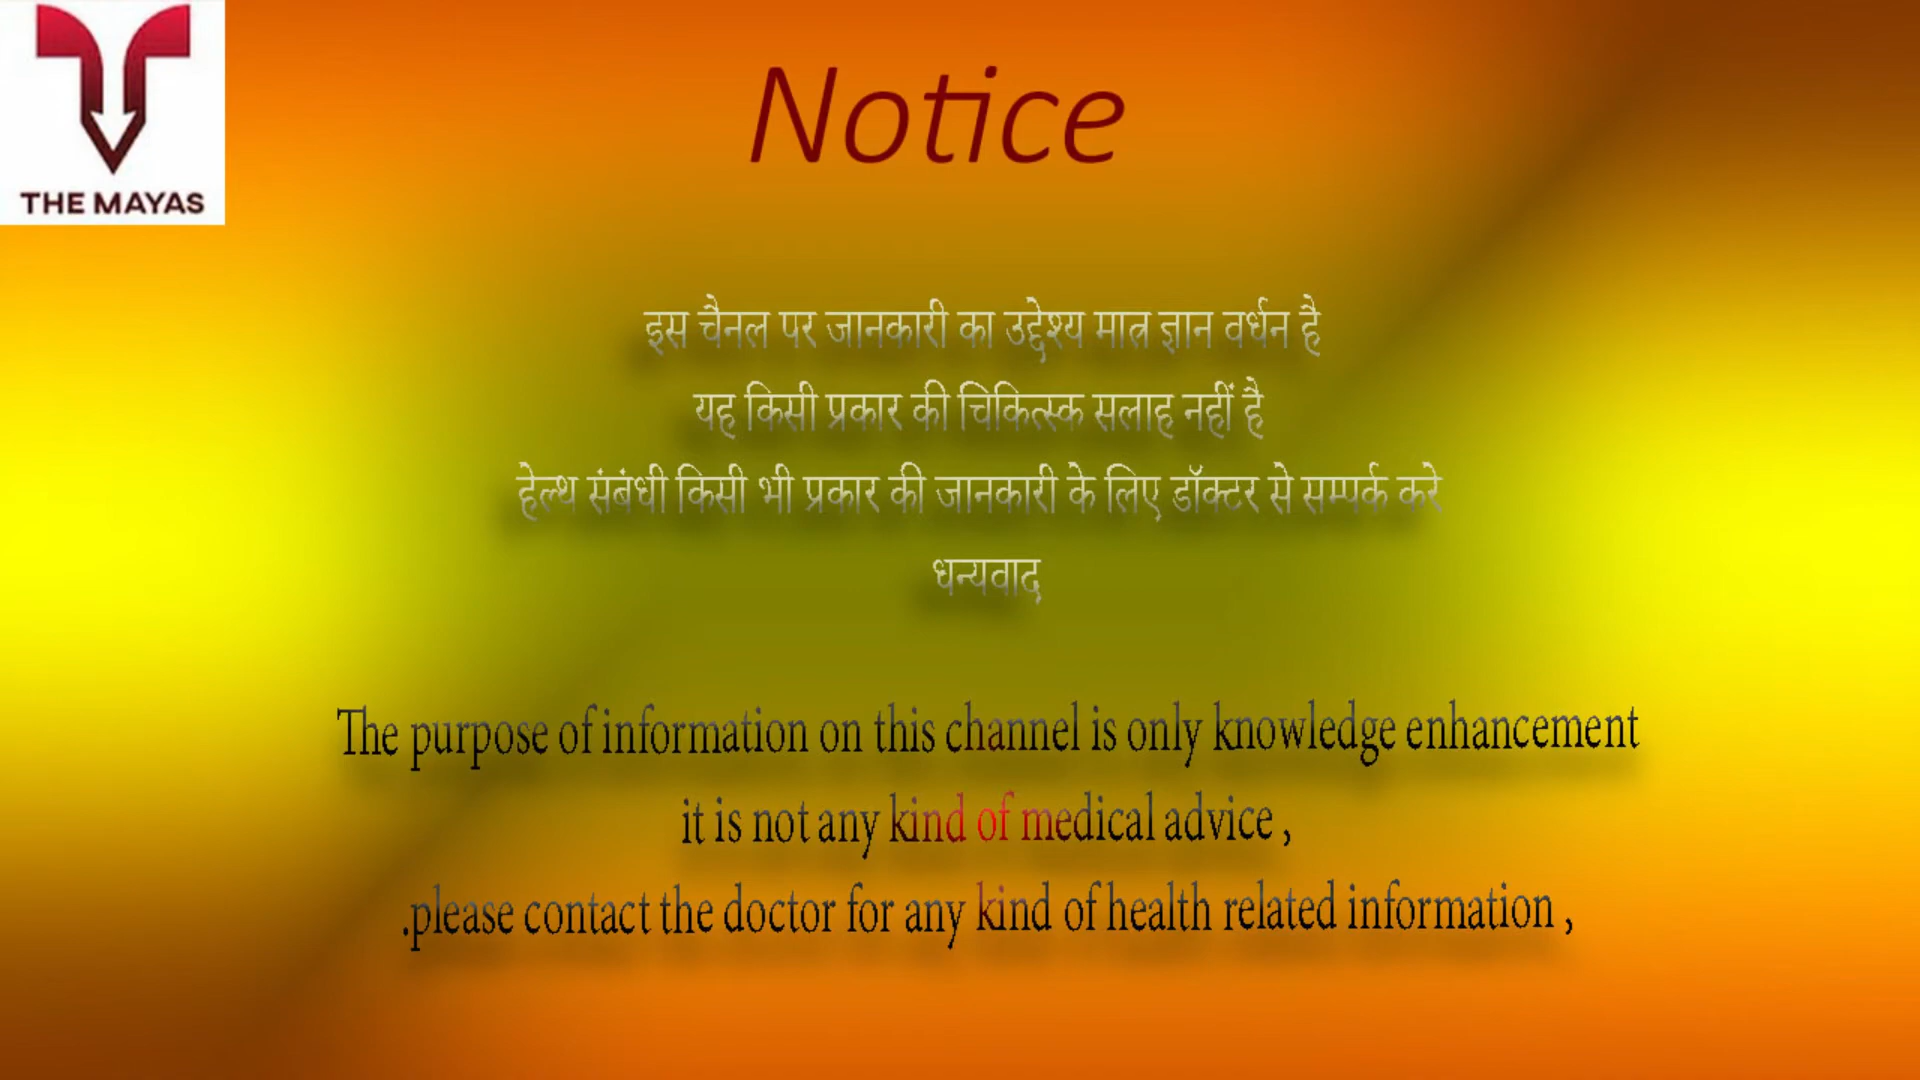 THE MAYAS
Notice
इस चैनल पर जानकारी का उद्देश्य मात्र ज्ञान वर्धन है
यह किसी प्रकार की चिकित्स्क सलाह नहीं है
हेल्थ संबंधी किसी भी प्रकार की जानकारी के लिए डॉक्टर से सम्पर्क करे
धन्यवाद
The purpose of information on this channel is only knowledge enhancement
it is not any kind of medical advice ,
.please contact the doctor for any kind of health related information ,